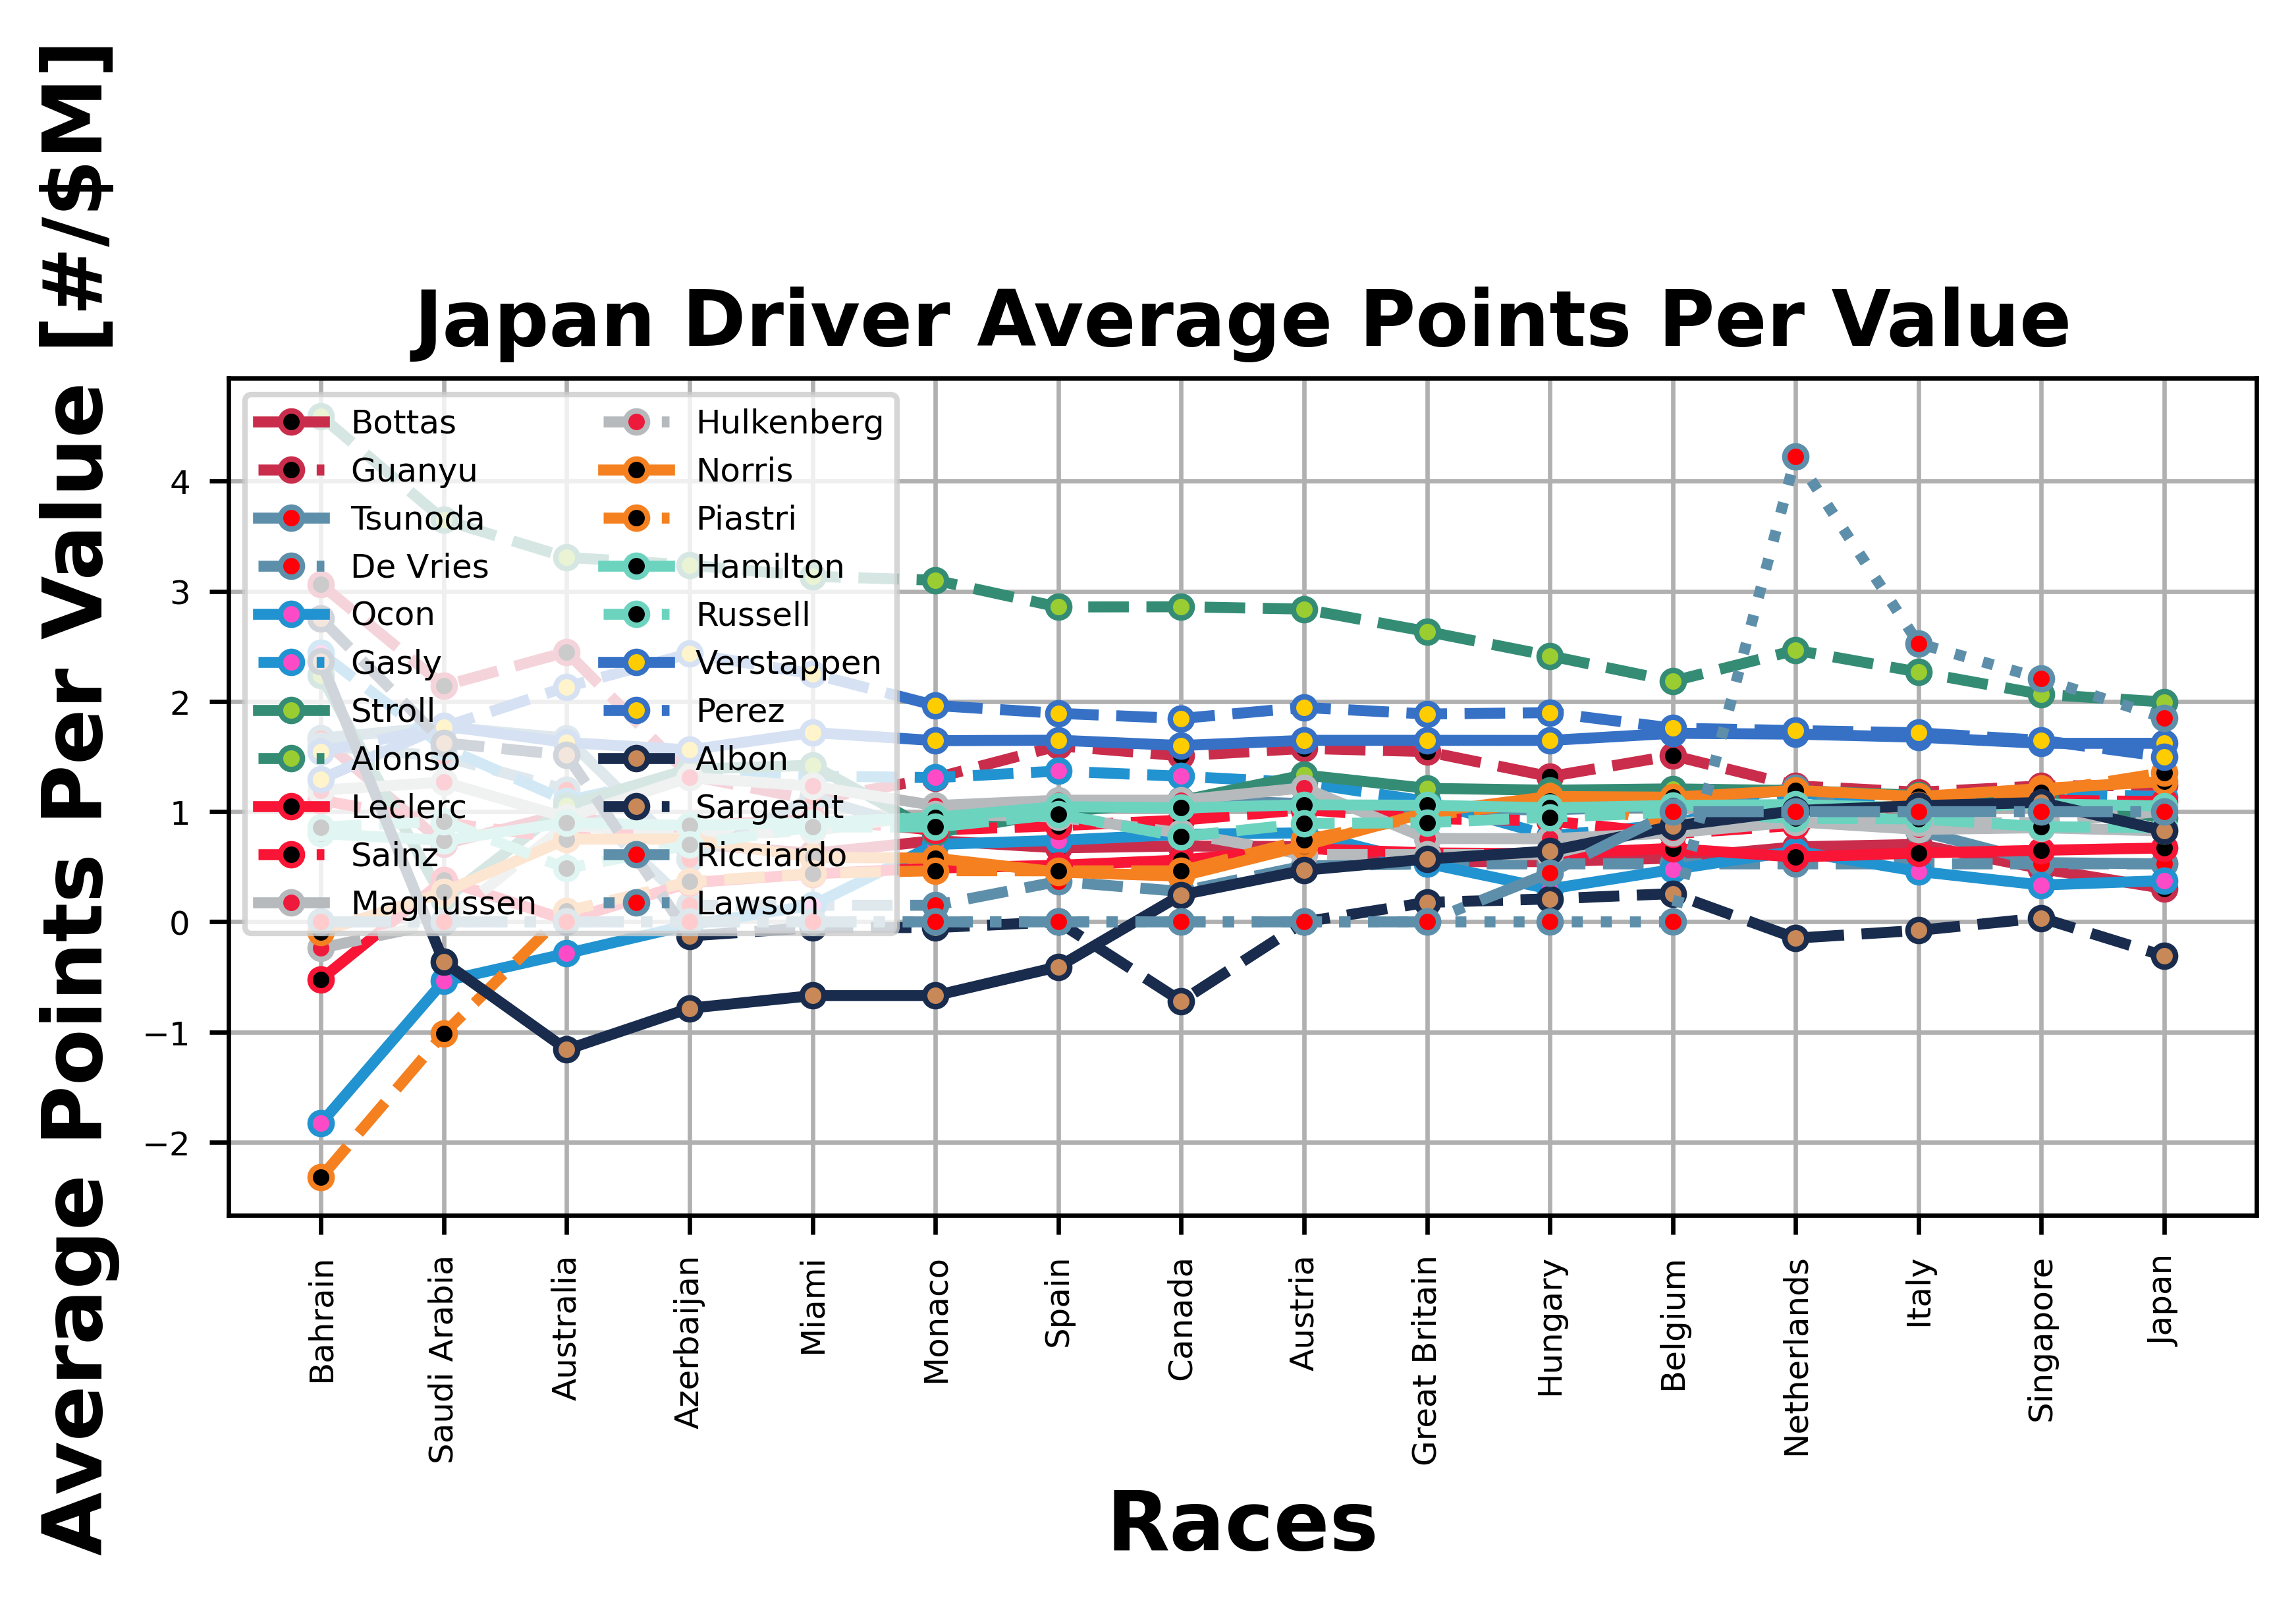 Japan Driver Average Points Per Value
Average Points Per Value [#/$M]
4
3
2
1
0
−1
−2
Bottas
Guanyu
Tsunoda
De Vries
Ocon
Gasly
Stroll
Alonso
Leclerc
Sainz
Magnussen
Hulkenberg
Norris
Piastri
Hamilton
Russell
Verstappen
Perez
Albon
Sargeant
Ricciardo
Lawson
Bahrain
Saudi Arabia
Australia
Azerbaijan
Miami
Monaco
Spain
Canada
Austria
Great Britain
Hungary
Belgium
Netherlands
Italy
Singapore
Japan
Races